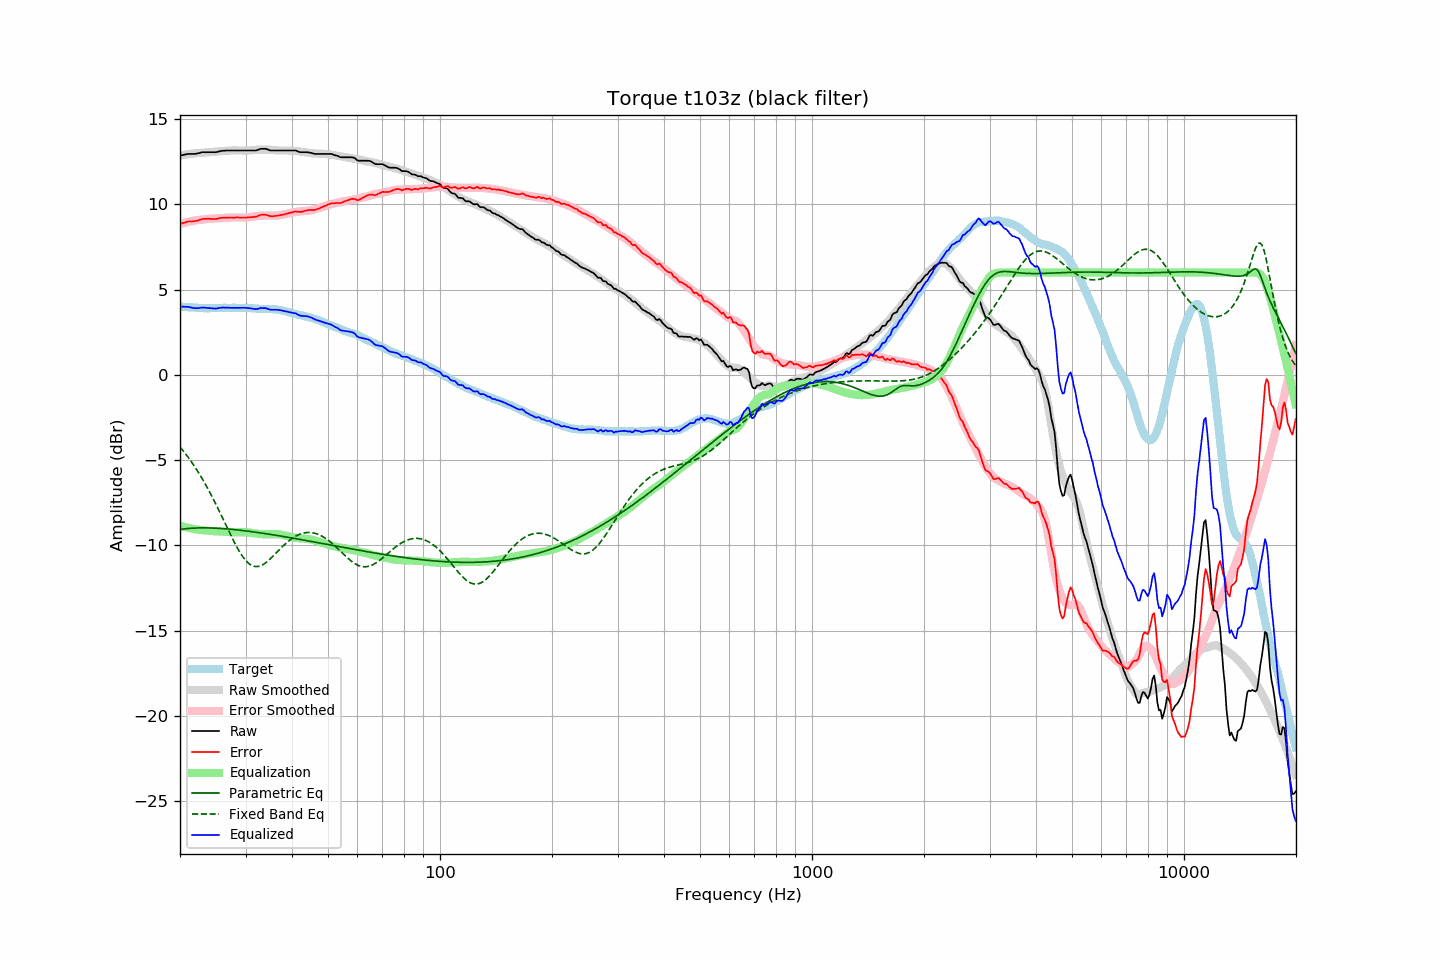 Torque t103z (black filter)
15
10
5
0
−5
−10
−15
−20
−25
Amplitude (dBr)
Target
Raw Smoothed
Error Smoothed
Raw
Error
Equalization
Parametric Eq
Fixed Band Eq
Equalized
100
1000
10000
Frequency (Hz)